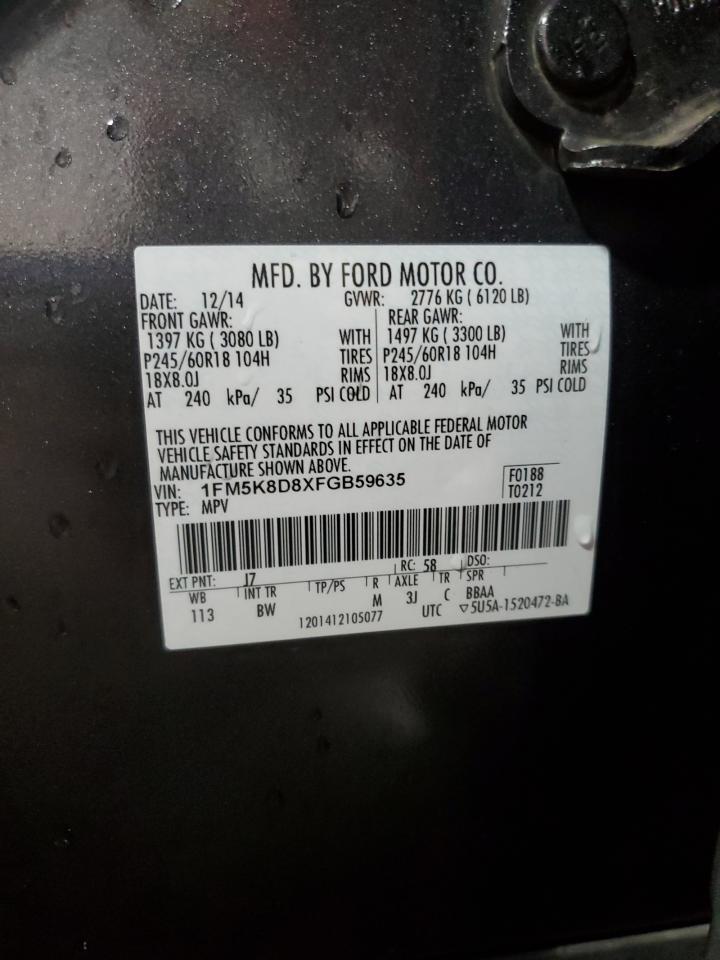 MFD. BY FORD MOTOR CO.
DATE: 12/14 GVWR: 2776 KG ( 6120 LB)
FRONT GAWR: REAR GAWR:
1397 KG ( 3080 LB) WITH 1497 KG ( 3300 LB) WITH
P245/60R18 104H TIRES P245/60R18 104H TIRES
18X8.0J RIMS 18X8.0J RIMS
AT 240 kPa/ 35 PSI COLD AT 240 kPa/ 35 PSI COLD
THIS VEHICLE CONFORMS TO ALL APPLICABLE FEDERAL MOTOR
VEHICLE SAFETY STANDARDS IN EFFECT ON THE DATE OF
MANUFACTURE SHOWN ABOVE.
VIN: 1FM5K8D8XFGB59635 F0188
TYPE: MPV T0212
EXT PNT: J7 RC: 58 DSO:
WB INT TR TP/PS R AXLE TR SPR
113 BW M 3J C BBAA
1201412105077 UTC ▽5U5A-1520472-BA